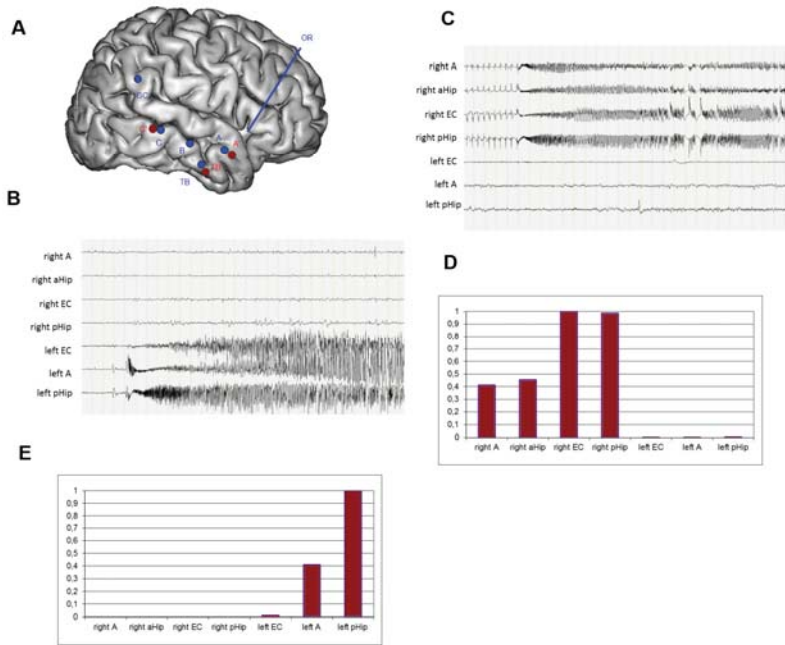 A
OR
GC
C
B
A
A'
TB
B
right A
right aHip
right EC
right pHip
left EC
left A
left pHip
C
right A
right aHip
right EC
right pHip
left EC
left A
left pHip
D
1
0,9
0,8
0,7
0,6
0,5
0,4
0,3
0,2
0,1
0
right A right aHip right EC right pHip left EC left A left pHip
E
1
0,9
0,8
0,7
0,6
0,5
0,4
0,3
0,2
0,1
0
right A right aHip right EC right pHip left EC left A left pHip